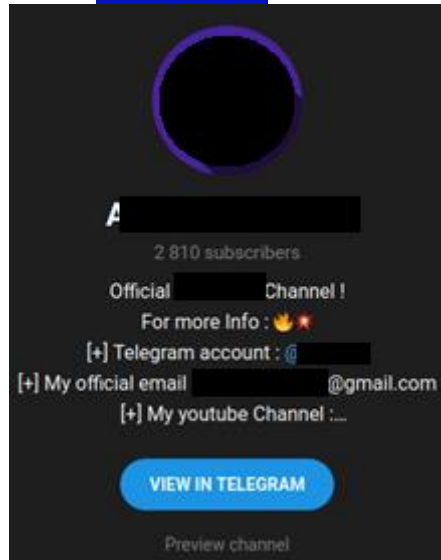 A
2 810 subscribers
Official Channel !
For more Info : 🔥💥
[+] Telegram account : @
[+] My official email @gmail.com
[+] My youtube Channel :...
VIEW IN TELEGRAM
Preview channel